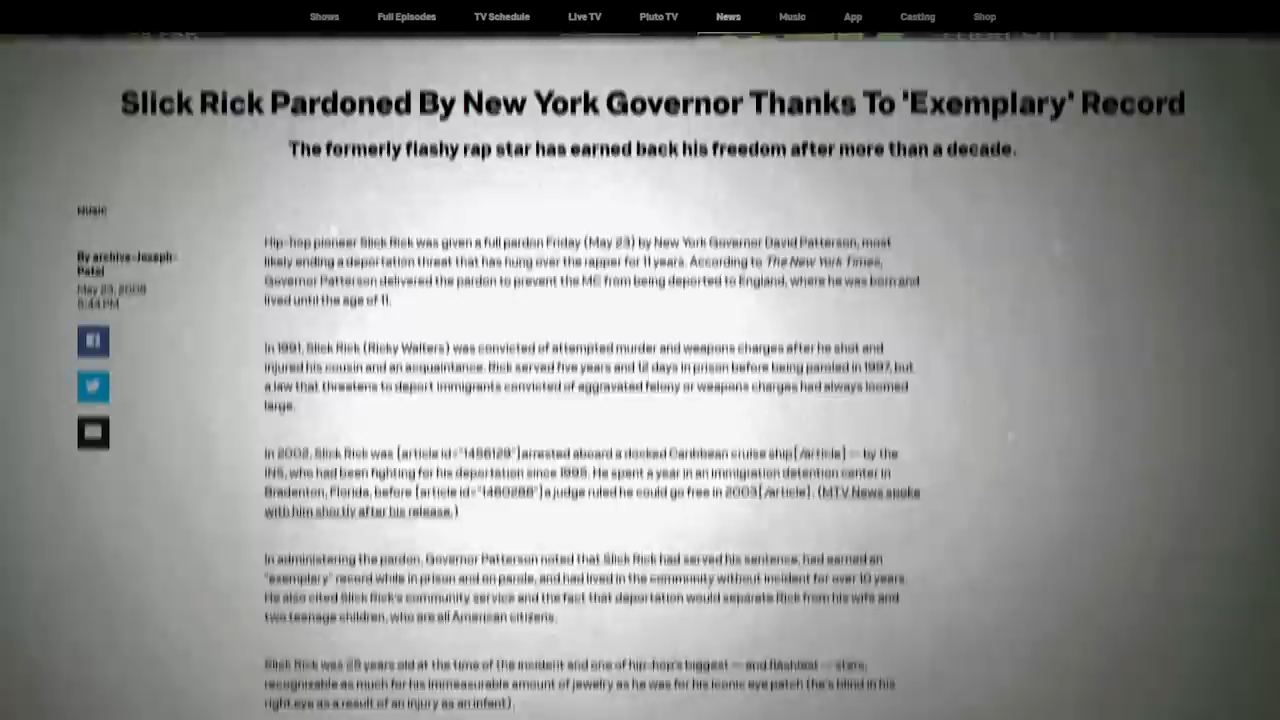 Shows Full Episodes TV Schedule Live TV Pluto TV News Music App Casting Shop
Slick Rick Pardoned By New York Governor Thanks To 'Exemplary' Record
The formerly flashy rap star has earned back his freedom after more than a decade.
MUSIC
By archive-Joseph-
Patel
May 23, 2008
5:44 PM
Hip-hop pioneer Slick Rick was given a full pardon Friday (May 23) by New York Governor David Patterson, most
likely ending a deportation threat that has hung over the rapper for 11 years. According to The New York Times,
Governor Patterson delivered the pardon to prevent the MC from being deported to England, where he was born and
lived until the age of 11.
In 1991, Slick Rick (Ricky Walters) was convicted of attempted murder and weapons charges after he shot and
injured his cousin and an acquaintance. Rick served five years and 12 days in prison before being paroled in 1997, but
a law that threatens to deport immigrants convicted of aggravated felony or weapons charges had always loomed
large.
In 2002, Slick Rick was [article id="1456129"]arrested aboard a docked Caribbean cruise ship[/article] — by the
INS, who had been fighting for his deportation since 1995. He spent a year in an immigration detention center in
Bradenton, Florida, before [article id="1480288"]a judge ruled he could go free in 2003[/article]. (MTV News spoke
with him shortly after his release.)
In administering the pardon, Governor Patterson noted that Slick Rick had served his sentence, had earned an
"exemplary" record while in prison and on parole, and had lived in the community without incident for over 10 years.
He also cited Slick Rick's community service and the fact that deportation would separate Rick from his wife and
two teenage children, who are all American citizens.
Slick Rick was 25 years old at the time of the incident and one of hip-hop's biggest — and flashiest — stars,
recognizable as much for his immeasurable amount of jewelry as he was for his iconic eye patch (he's blind in his
right eye as a result of an injury as an infant).